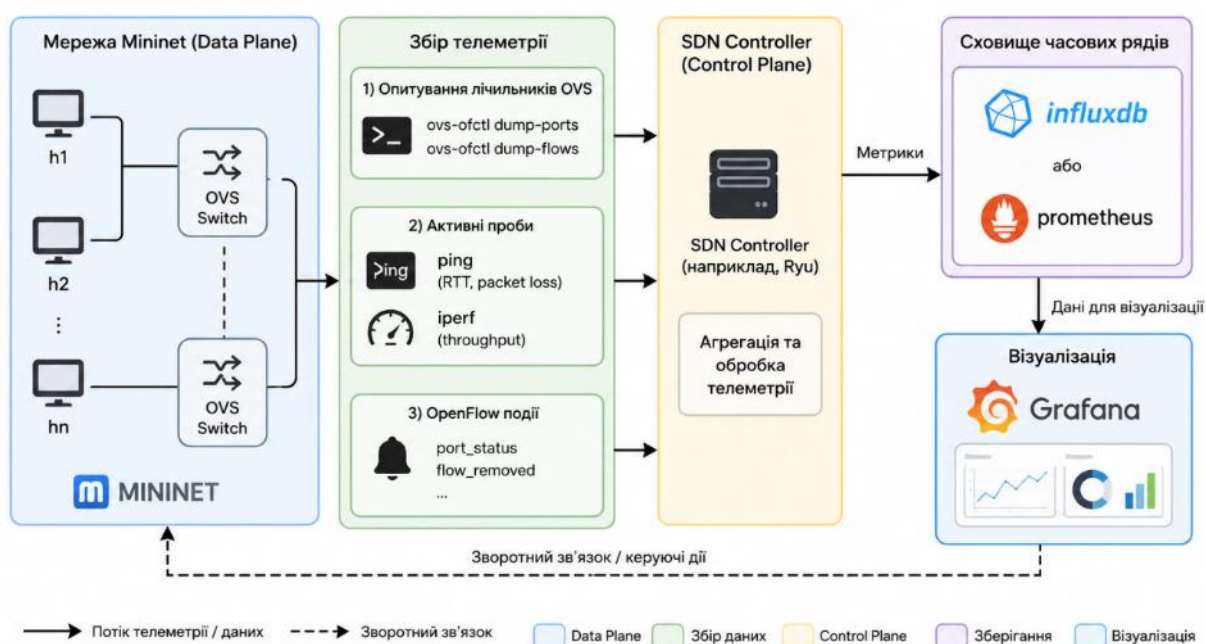 Мережа Mininet (Data Plane)
h1
OVS
Switch
h2
⋮
hn
OVS
Switch
m MININET
Збір телеметрії
1) Опитування лічильників OVS
>_
ovs-ofctl dump-ports
ovs-ofctl dump-flows
2) Активні проби
>ing
ping
(RTT, packet loss)
iperf
(throughput)
3) OpenFlow події
port_status
flow_removed
...
SDN Controller
(Control Plane)
SDN Controller
(наприклад, Ryu)
Агрегація та
обробка
телеметрії
Метрики
Сховище часових рядів
influxdb
або
prometheus
Дані для візуалізації
Візуалізація
Grafana
Зворотний зв'язок / керуючі дії
Потік телеметрії / даних
Зворотний зв'язок
Data Plane
Збір даних
Control Plane
Зберігання
Візуалізація